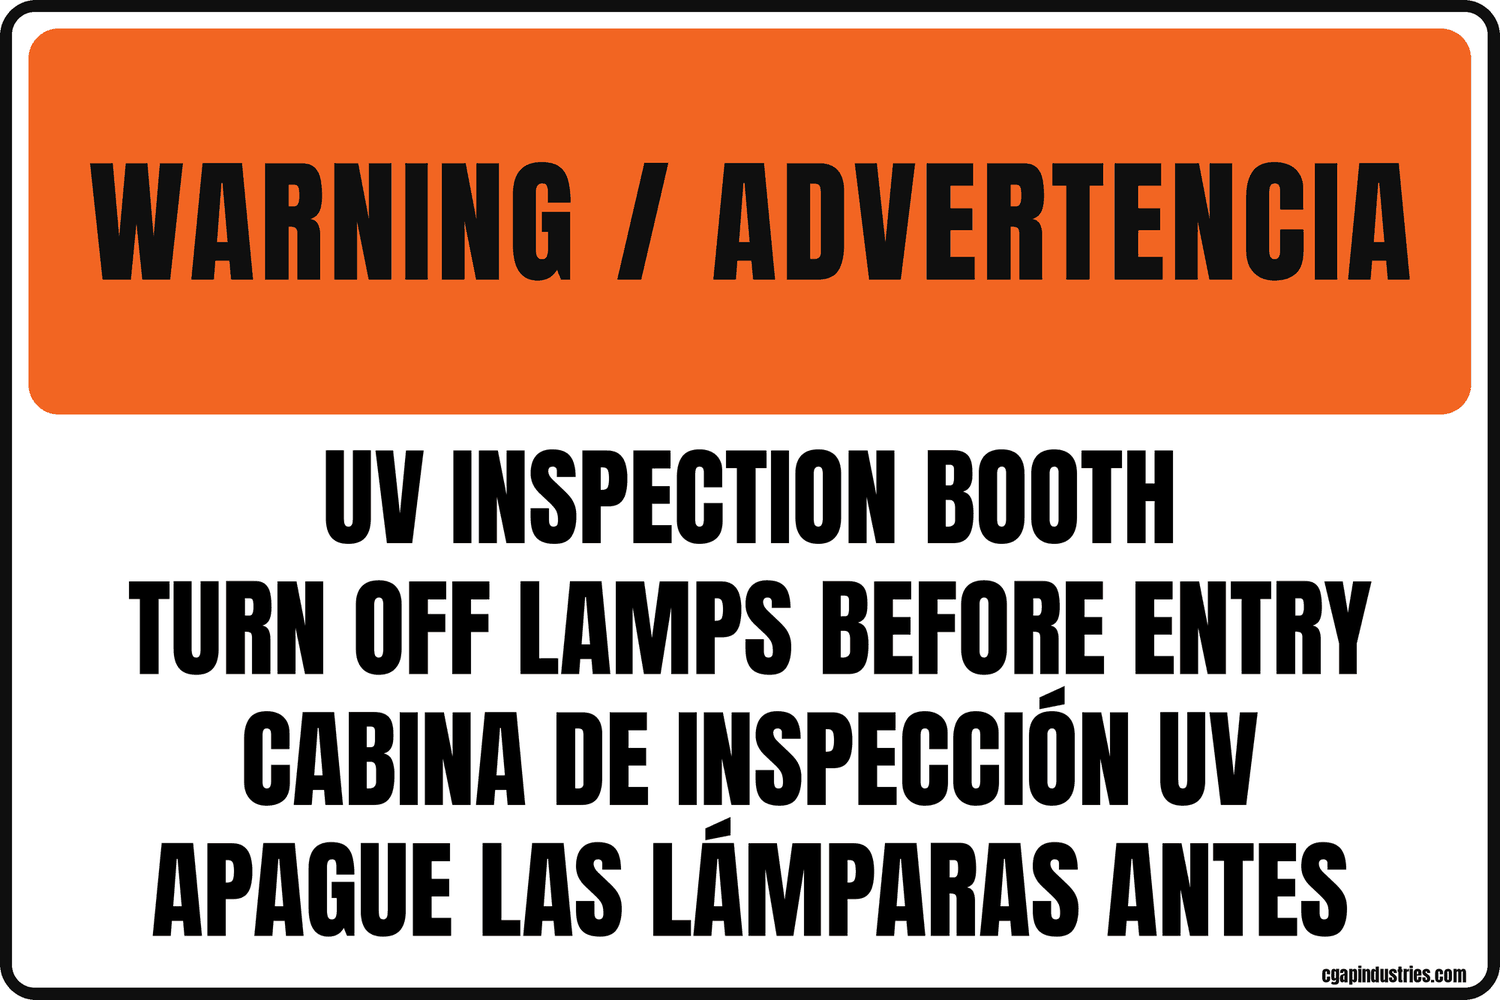 WARNING / ADVERTENCIA
UV INSPECTION BOOTH
TURN OFF LAMPS BEFORE ENTRY
CABINA DE INSPECCIÓN UV
APAGUE LAS LÁMPARAS ANTES
cgapindustries.com